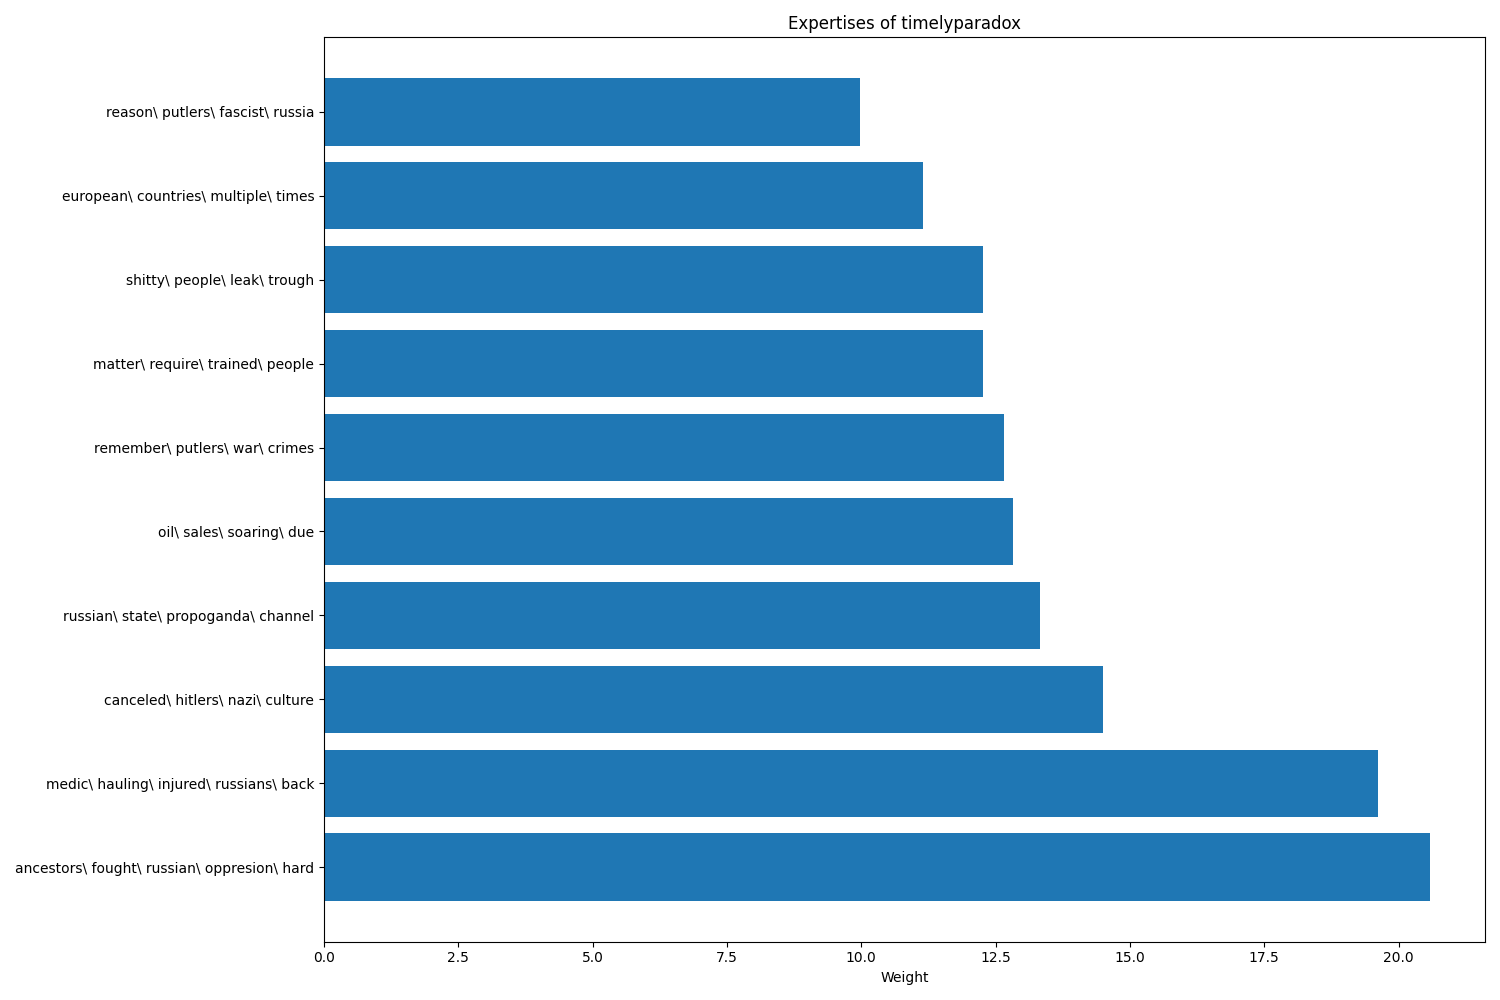 Expertises of timelyparadox
reason\ putlers\ fascist\ russia
european\ countries\ multiple\ times
shitty\ people\ leak\ trough
matter\ require\ trained\ people
remember\ putlers\ war\ crimes
oil\ sales\ soaring\ due
russian\ state\ propoganda\ channel
canceled\ hitlers\ nazi\ culture
medic\ hauling\ injured\ russians\ back
ancestors\ fought\ russian\ oppresion\ hard
0.0 2.5 5.0 7.5 10.0 12.5 15.0 17.5 20.0
Weight